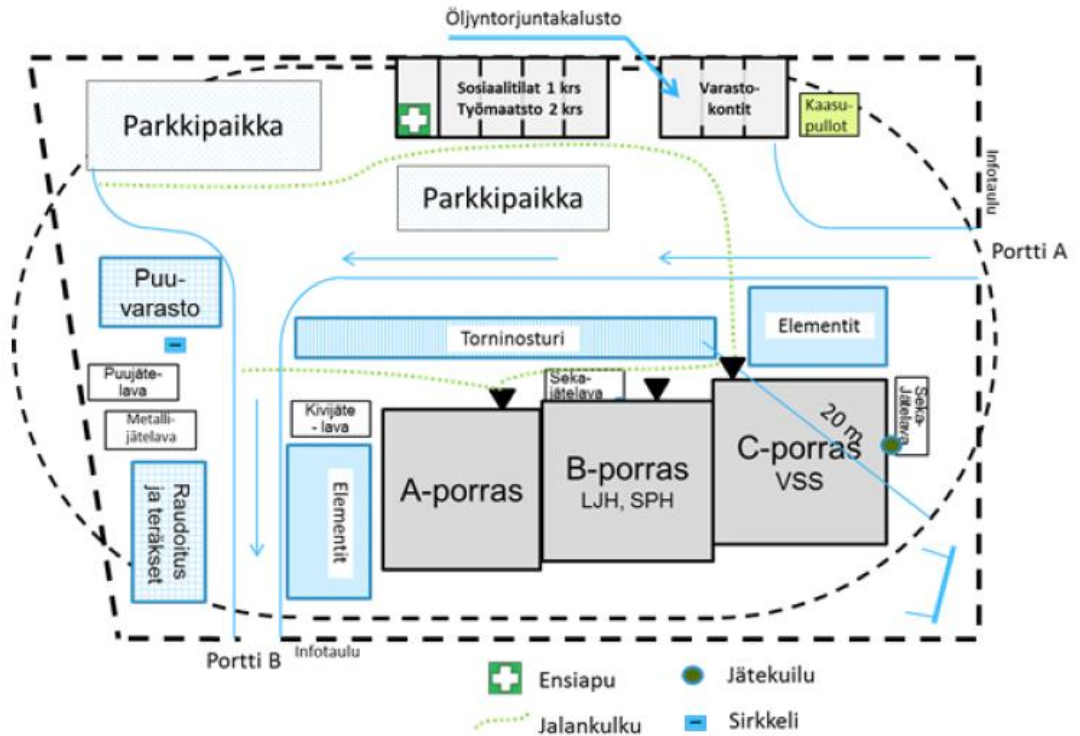 Öljyntorjuntakalusto
Sosiaalitilat 1 krs
Työmaatsto 2 krs
Varasto-
kontit
Kaasu-
pullot
Parkkipaikka
Parkkipaikka
Infotaulu
Portti A
Puu-
varasto
Torninosturi
Elementit
Puujäte-
lava
Metalli-
jätelava
Kivijäte
- lava
Seka-
jätelava
Seka-
Jätelava
20 m
A-porras
B-porras
LJH, SPH
C-porras
VSS
Raudoitus
ja teräkset
Elementit
Portti B
Infotaulu
Ensiapu
Jätekuilu
Jalankulku
Sirkkeli